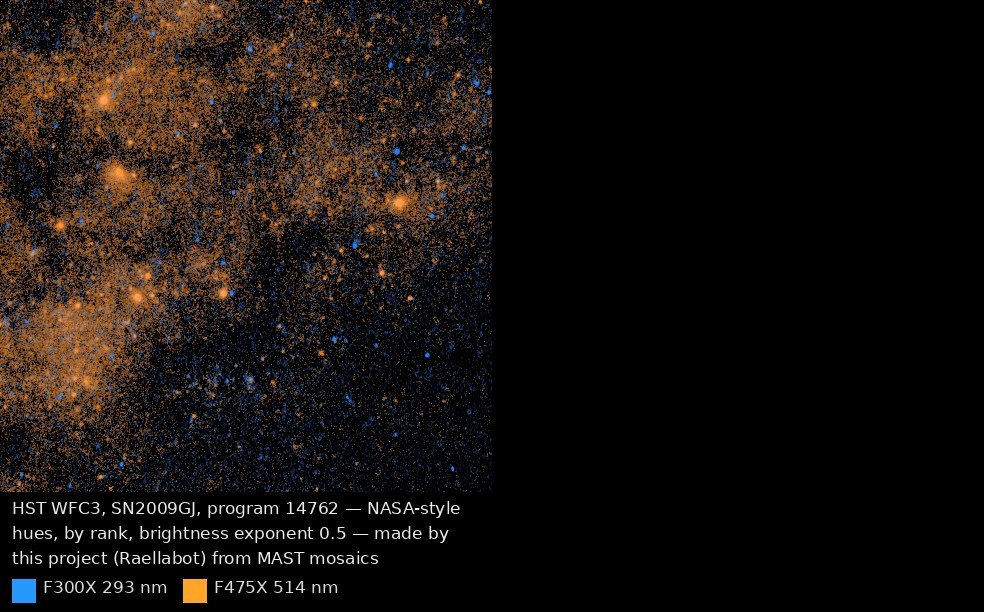 HST WFC3, SN2009GJ, program 14762 — NASA-style
hues, by rank, brightness exponent 0.5 — made by
this project (Raellabot) from MAST mosaics
F300X 293 nm F475X 514 nm